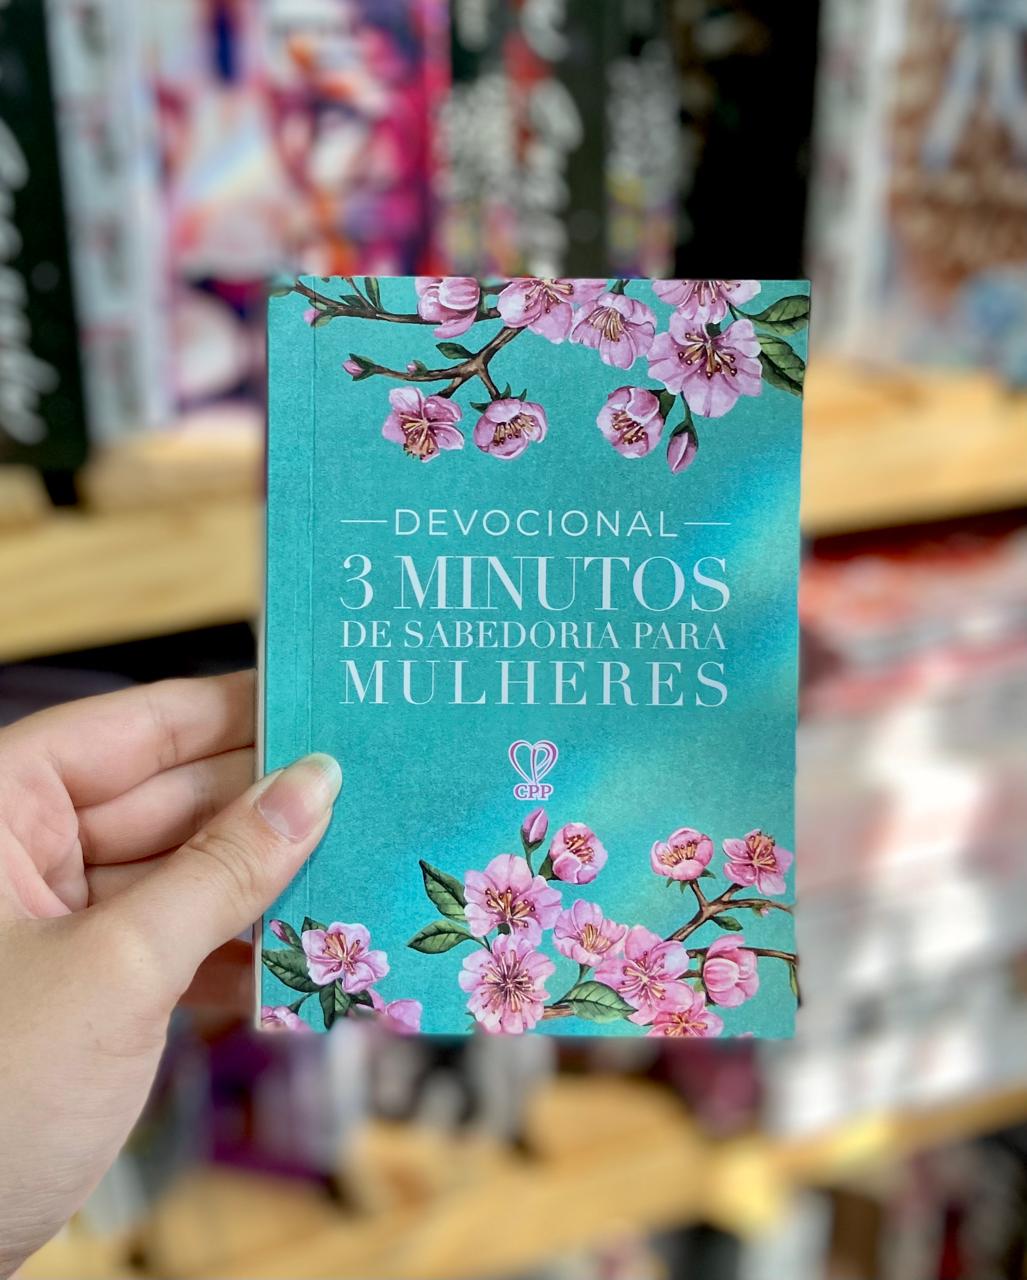 DEVOCIONAL
3 MINUTOS
DE SABEDORIA PARA
MULHERES
CPP